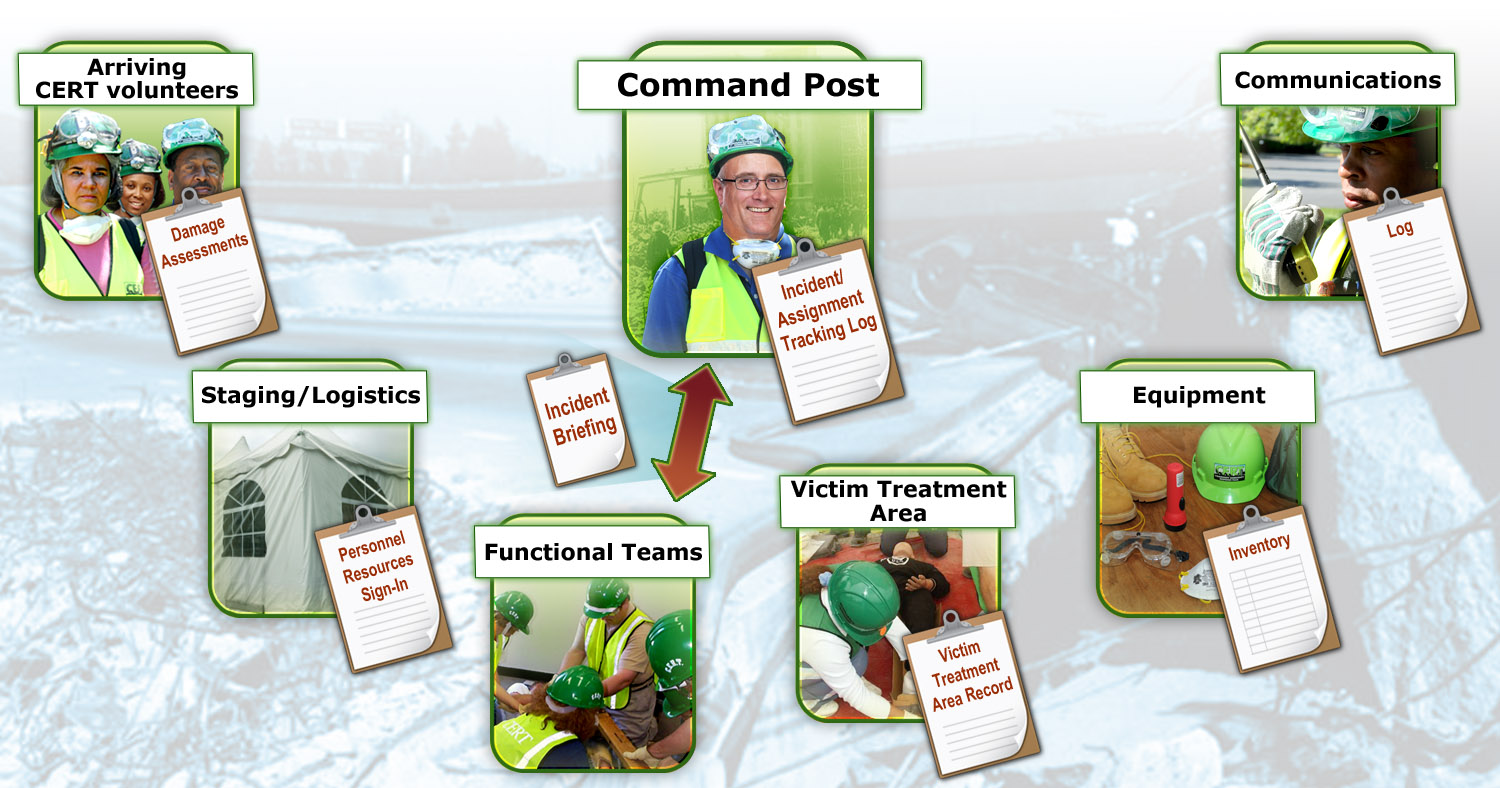 Arriving
CERT volunteers
Damage
Assessments
Command Post
Incident/
Assignment
Tracking Log
Communications
Log
Staging/Logistics
Personnel
Resources
Sign-In
Incident
Briefing
Functional Teams
C.E.R.T.
CERT
Victim Treatment
Area
Victim
Treatment
Area Record
Equipment
Inventory